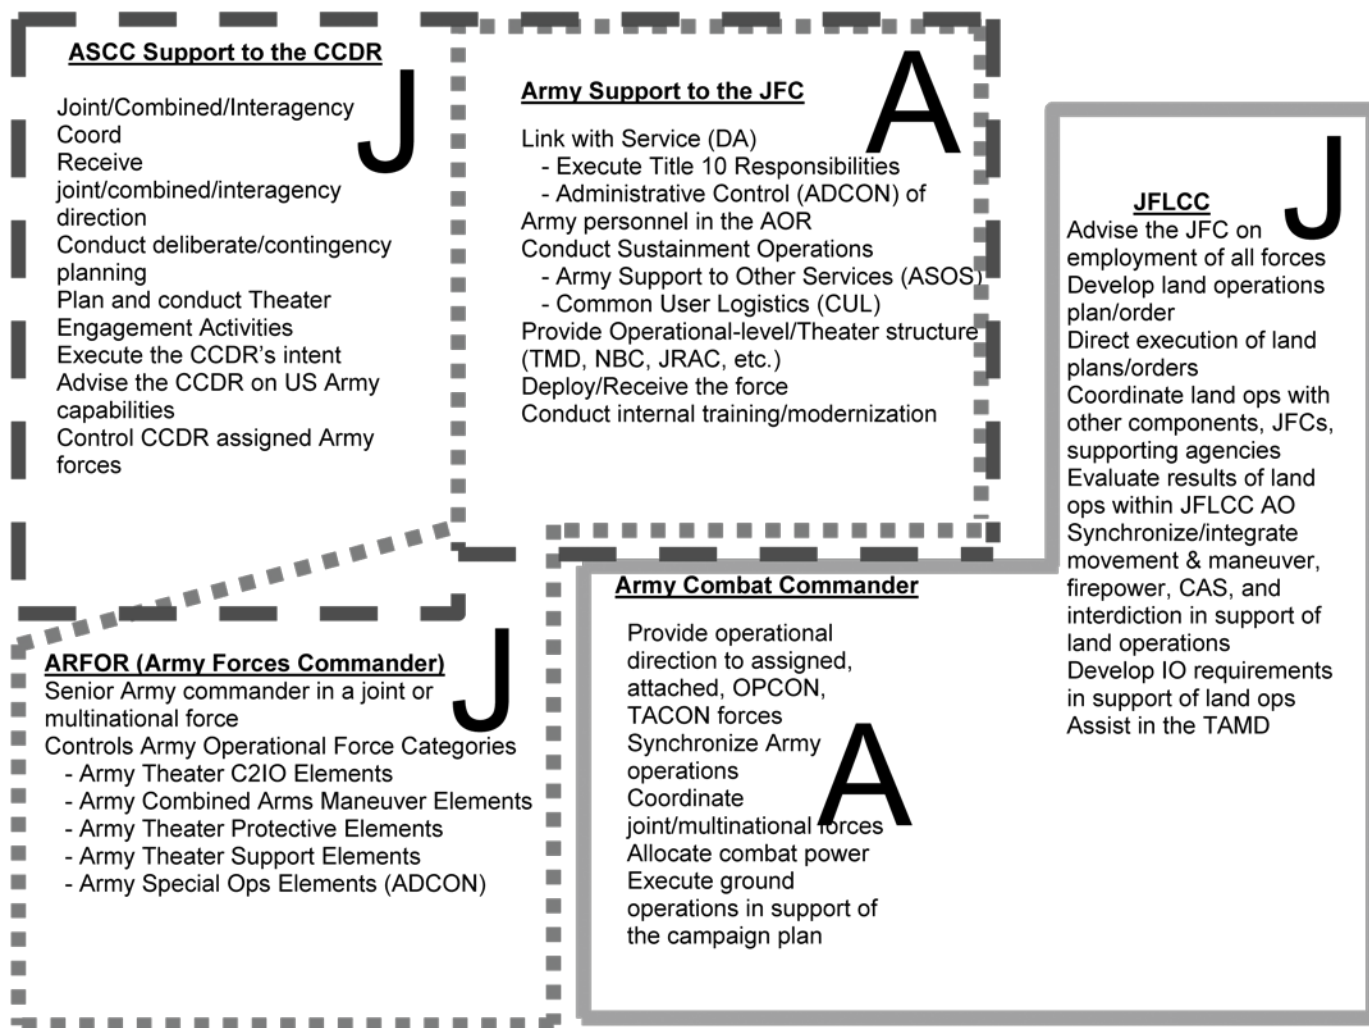 ASCC Support to the CCDR
J
Joint/Combined/Interagency
Coord
Receive
joint/combined/interagency
direction
Conduct deliberate/contingency
planning
Plan and conduct Theater
Engagement Activities
Execute the CCDR's intent
Advise the CCDR on US Army
capabilities
Control CCDR assigned Army
forces
Army Support to the JFC
A
Link with Service (DA)
- Execute Title 10 Responsibilities
- Administrative Control (ADCON) of
Army personnel in the AOR
Conduct Sustainment Operations
- Army Support to Other Services (ASOS)
- Common User Logistics (CUL)
Provide Operational-level/Theater structure
(TMD, NBC, JRAC, etc.)
Deploy/Receive the force
Conduct internal training/modernization
JFLCC
J
Advise the JFC on
employment of all forces
Develop land operations
plan/order
Direct execution of land
plans/orders
Coordinate land ops with
other components, JFCs,
supporting agencies
Evaluate results of land
ops within JFLCC AO
Synchronize/integrate
movement & maneuver,
firepower, CAS, and
interdiction in support of
land operations
Develop IO requirements
in support of land ops
Assist in the TAMD
ARFOR (Army Forces Commander)
J
Senior Army commander in a joint or
multinational force
Controls Army Operational Force Categories
- Army Theater C2IO Elements
- Army Combined Arms Maneuver Elements
- Army Theater Protective Elements
- Army Theater Support Elements
- Army Special Ops Elements (ADCON)
Army Combat Commander
Provide operational
direction to assigned,
attached, OPCON,
TACON forces
Synchronize Army
operations
Coordinate
joint/multinational forces
Allocate combat power
Execute ground
operations in support of
the campaign plan
A